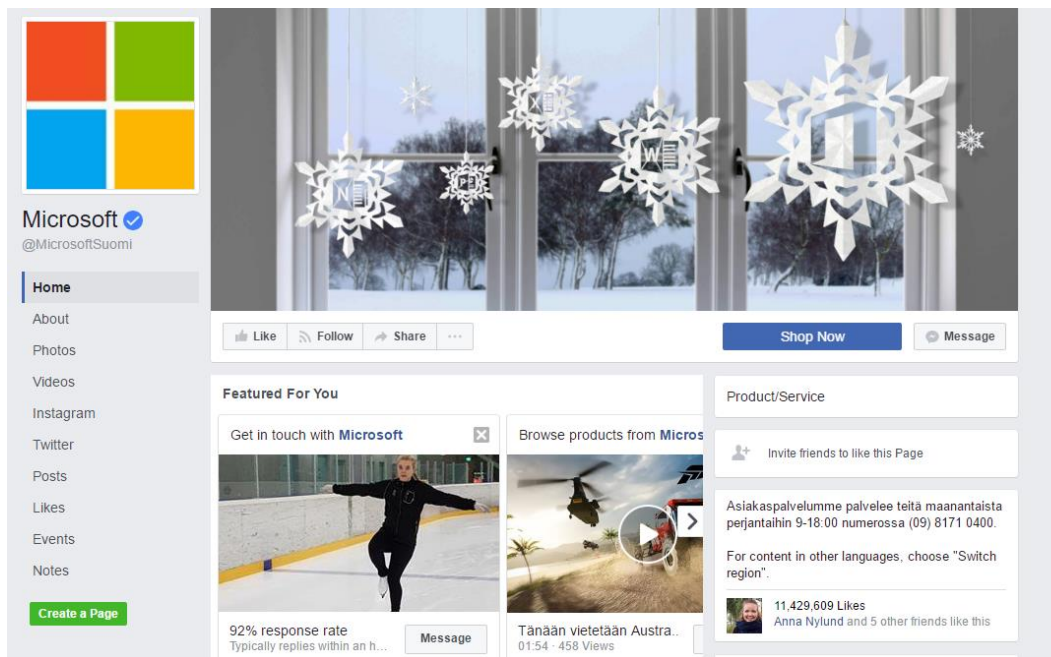 Microsoft
@MicrosoftSuomi
Home
About
Photos
Videos
Instagram
Twitter
Posts
Likes
Events
Notes
Create a Page
N
P
X
W
Like
Follow
Share
Shop Now
Message
Featured For You
Get in touch with Microsoft
92% response rate
Typically replies within an h...
Message
Browse products from Micros
Tänään vietetään Austra..
01:54 · 458 Views
Product/Service
Invite friends to like this Page
Asiakaspalvelumme palvelee teitä maanantaista
perjantaihin 9-18:00 numerossa (09) 8171 0400.
For content in other languages, choose "Switch
region".
11,429,609 Likes
Anna Nylund and 5 other friends like this